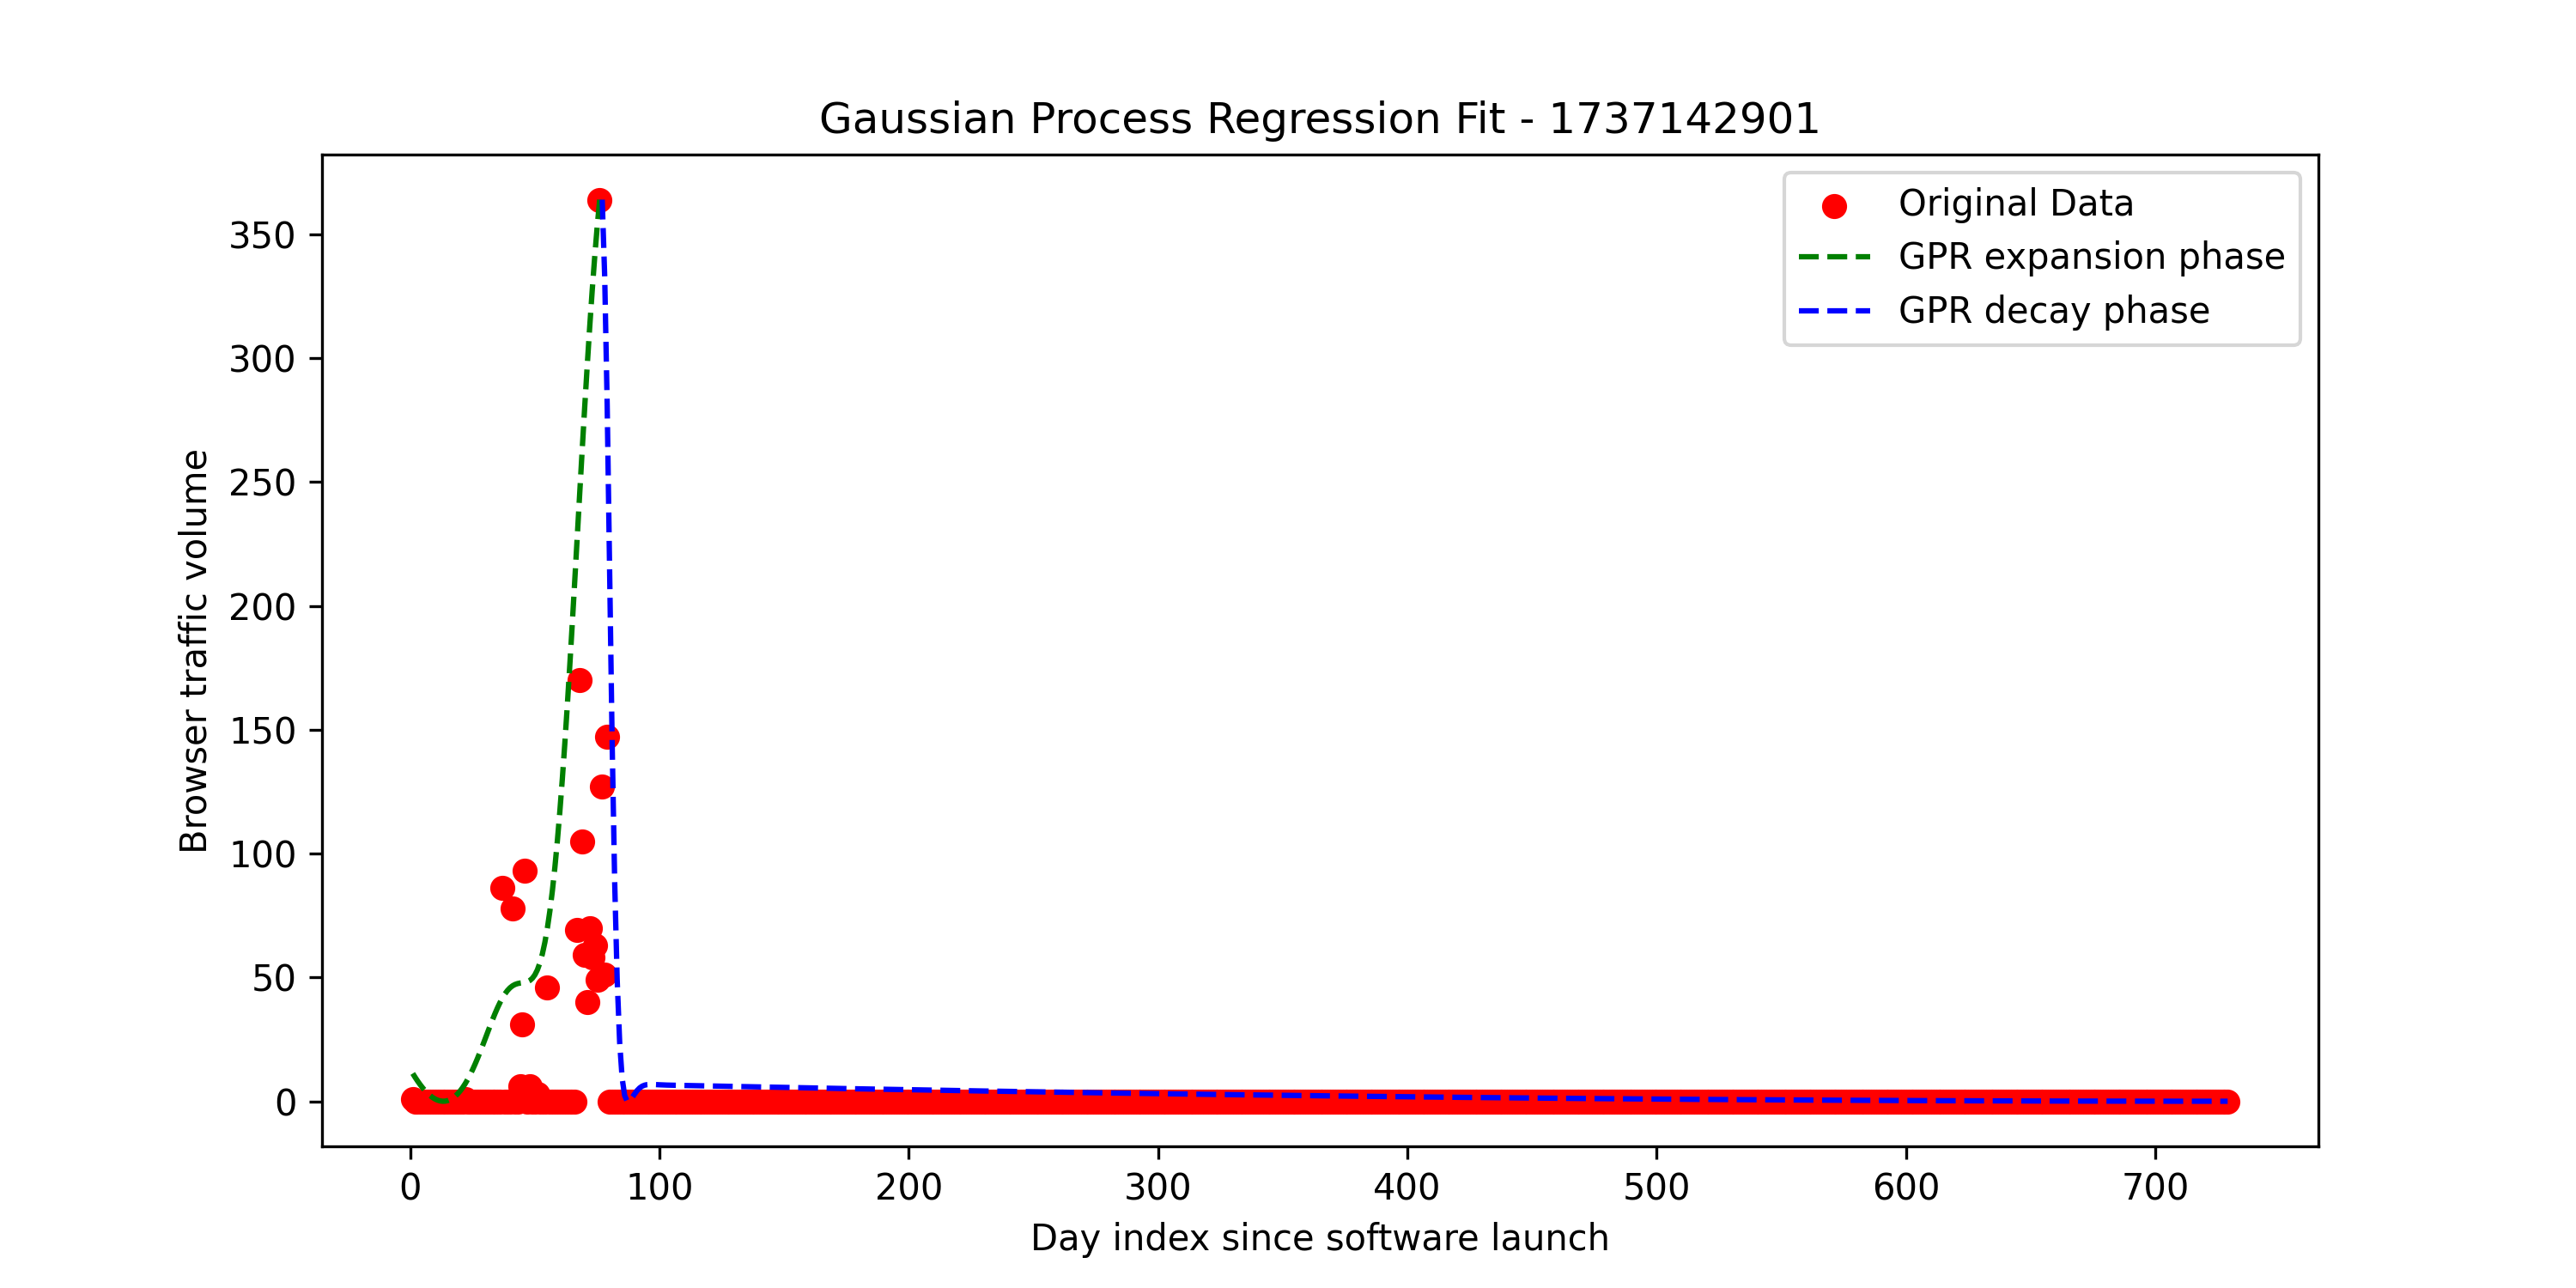 Gaussian Process Regression Fit - 1737142901
Original Data
GPR expansion phase
GPR decay phase
Browser traffic volume
350
300
250
200
150
100
50
0
0 100 200 300 400 500 600 700
Day index since software launch